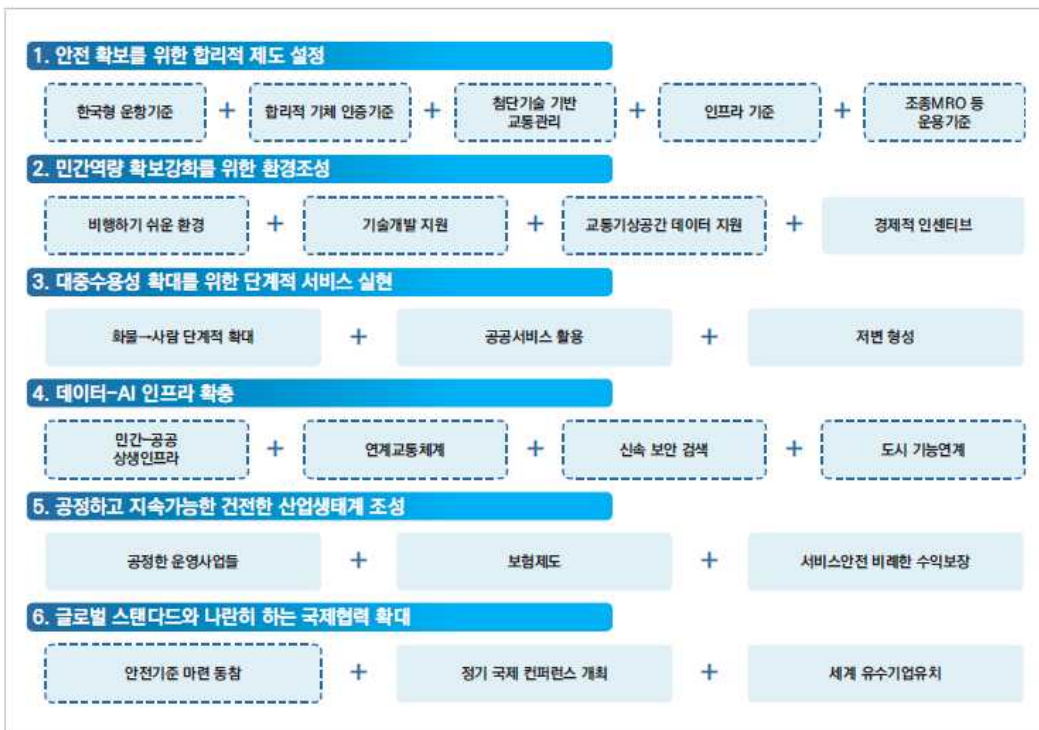 1. 안전 확보를 위한 합리적 제도 설정
한국형 운항기준 + 합리적 기체 인증기준 + 첨단기술 기반 교통관리 + 인프라 기준 + 조종MRO 등 운용기준
2. 민간역량 확보강화를 위한 환경조성
비행하기 쉬운 환경 + 기술개발 지원 + 교통기상공간 데이터 지원 + 경제적 인센티브
3. 대중수용성 확대를 위한 단계적 서비스 실현
화물→사람 단계적 확대 + 공공서비스 활용 + 저변 형성
4. 데이터-AI 인프라 확충
민간-공공 상생인프라 + 연계교통체계 + 신속 보안 검색 + 도시 기능연계
5. 공정하고 지속가능한 건전한 산업생태계 조성
공정한 운영사업들 + 보험제도 + 서비스안전 비례한 수익보장
6. 글로벌 스탠다드와 나란히 하는 국제협력 확대
안전기준 마련 동참 + 정기 국제 컨퍼런스 개최 + 세계 유수기업유치